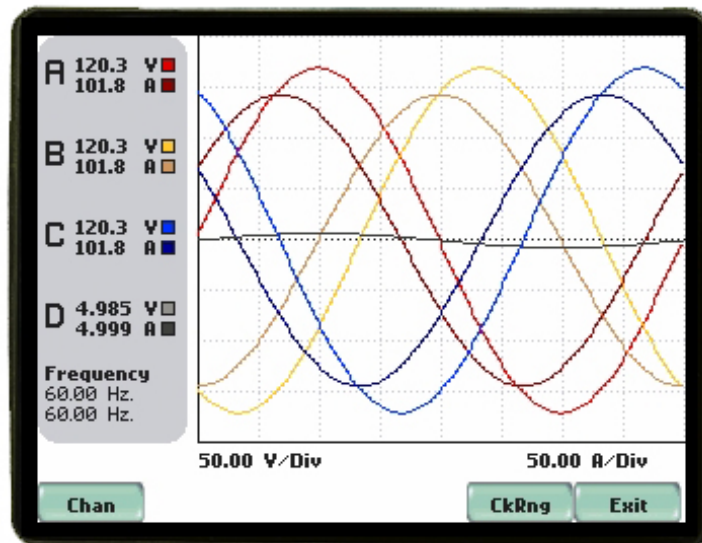 A 120.3 V
101.8 A
B 120.3 V
101.8 A
C 120.3 V
101.8 A
D 4.985 V
4.999 A
Frequency
60.00 Hz.
60.00 Hz.
50.00 V/Div 50.00 A/Div
Chan CkRng Exit